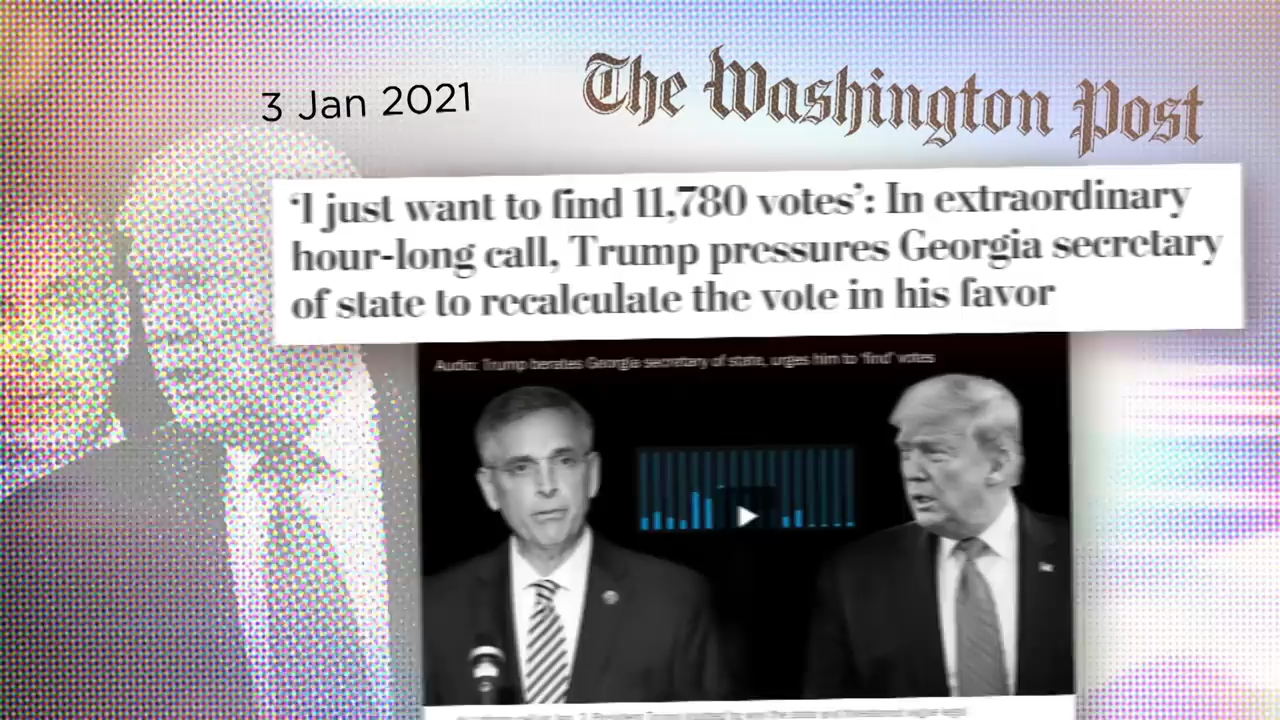 3 Jan 2021
The Washington Post
‘I just want to find 11,780 votes’: In extraordinary
hour-long call, Trump pressures Georgia secretary
of state to recalculate the vote in his favor
Audio: Trump berates Georgia secretary of state, urges him to ‘find’ votes